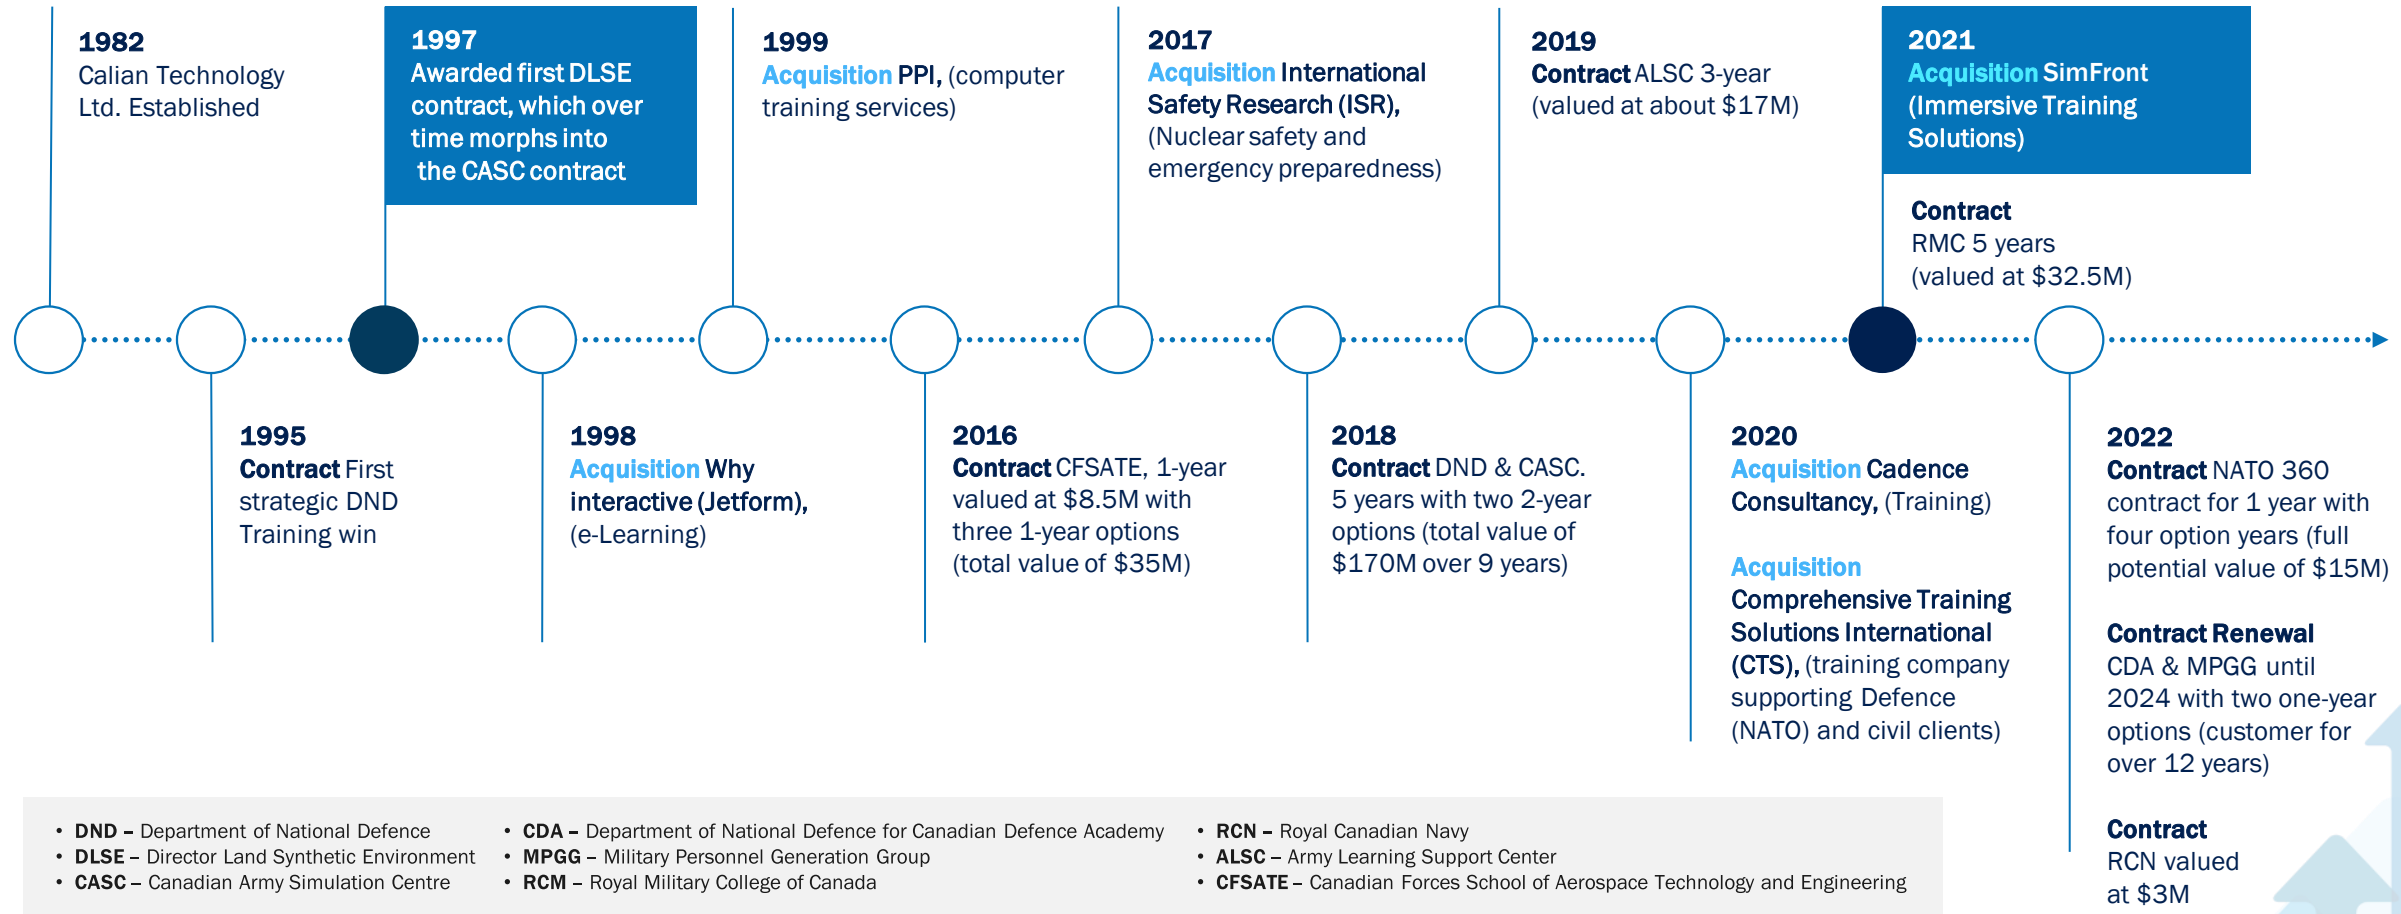 1982
Calian Technology
Ltd. Established
1995
Contract First
strategic DND
Training win
1997
Awarded first DLSE
contract, which over
time morphs into
the CASC contract
1998
Acquisition Why
interactive (Jetform),
(e-Learning)
1999
Acquisition PPI, (computer
training services)
2016
Contract CFSATE, 1-year
valued at $8.5M with
three 1-year options
(total value of $35M)
2017
Acquisition International
Safety Research (ISR),
(Nuclear safety and
emergency preparedness)
2018
Contract DND & CASC.
5 years with two 2-year
options (total value of
$170M over 9 years)
2019
Contract ALSC 3-year
(valued at about $17M)
2020
Acquisition Cadence
Consultancy, (Training)
Acquisition
Comprehensive Training
Solutions International
(CTS), (training company
supporting Defence
(NATO) and civil clients)
2021
Acquisition SimFront
(Immersive Training
Solutions)
Contract
RMC 5 years
(valued at $32.5M)
2022
Contract NATO 360
contract for 1 year with
four option years (full
potential value of $15M)
Contract Renewal
CDA & MPGG until
2024 with two one-year
options (customer for
over 12 years)
Contract
RCN valued
at $3M
• DND – Department of National Defence
• DLSE – Director Land Synthetic Environment
• CASC – Canadian Army Simulation Centre
• CDA – Department of National Defence for Canadian Defence Academy
• MPGG – Military Personnel Generation Group
• RCM – Royal Military College of Canada
• RCN – Royal Canadian Navy
• ALSC – Army Learning Support Center
• CFSATE – Canadian Forces School of Aerospace Technology and Engineering